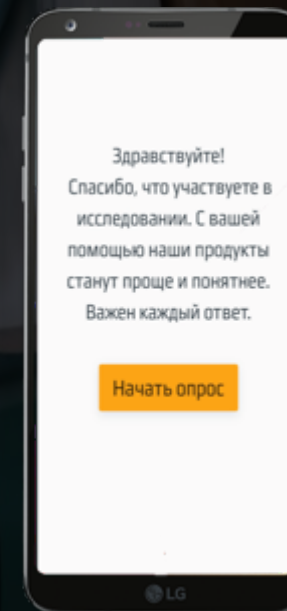 Здравствуйте!
Спасибо, что участвуете в
исследовании. С вашей
помощью наши продукты
станут проще и понятнее.
Важен каждый ответ.
Начать опрос
LG